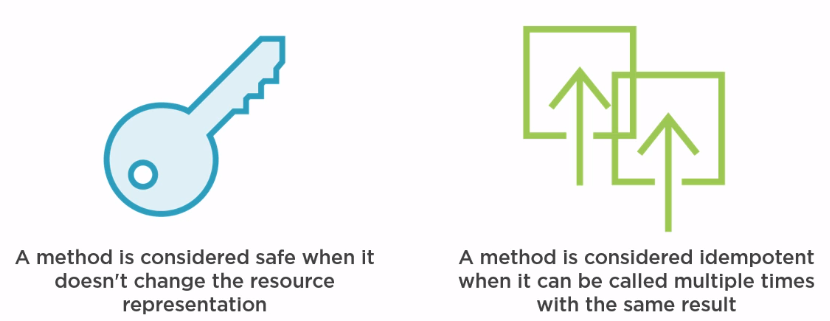 A method is considered safe when it
doesn't change the resource
representation
A method is considered idempotent
when it can be called multiple times
with the same result